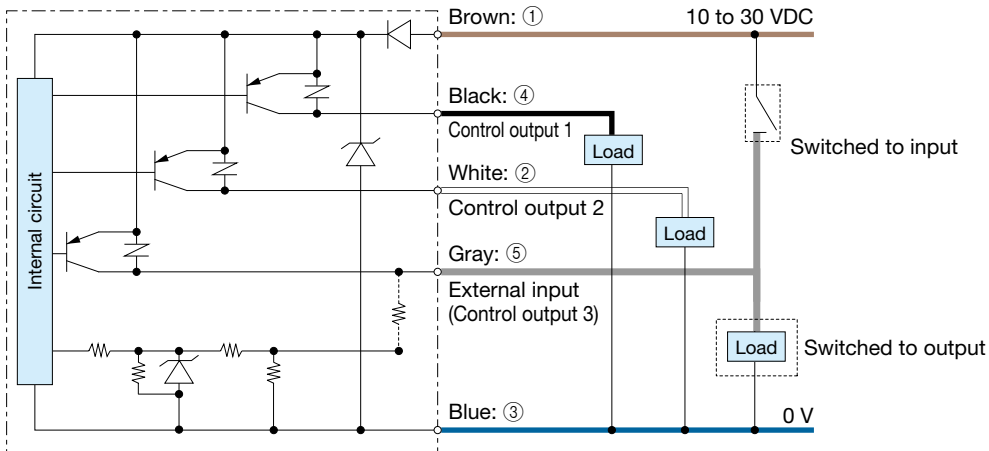 Brown: ①
10 to 30 VDC
Black: ④
Control output 1
Load
Switched to input
White: ②
Control output 2
Load
Internal circuit
Gray: ⑤
External input
(Control output 3)
Load
Switched to output
Blue: ③
0 V